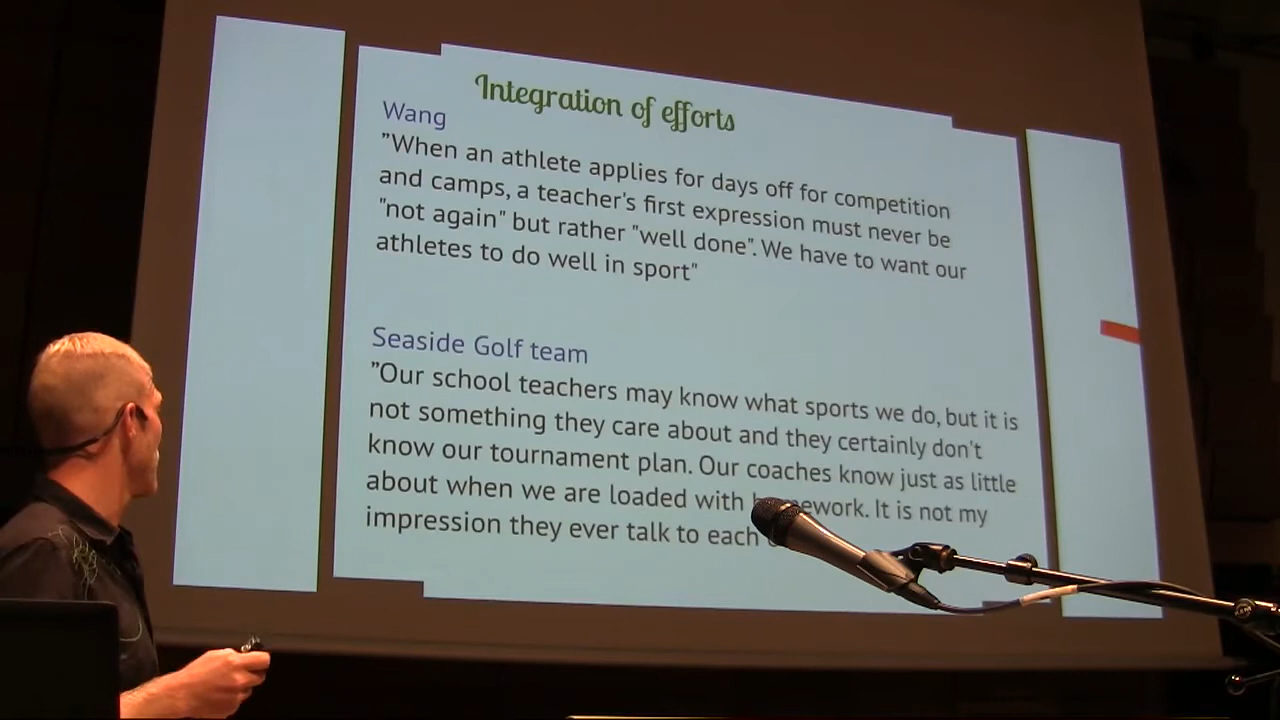 Integration of efforts
Wang
”When an athlete applies for days off for competition
and camps, a teacher's first expression must never be
"not again" but rather "well done". We have to want our
athletes to do well in sport"
Seaside Golf team
”Our school teachers may know what sports we do, but it is
not something they care about and they certainly don't
know our tournament plan. Our coaches know just as little
about when we are loaded with It is not my
impression they ever talk to each